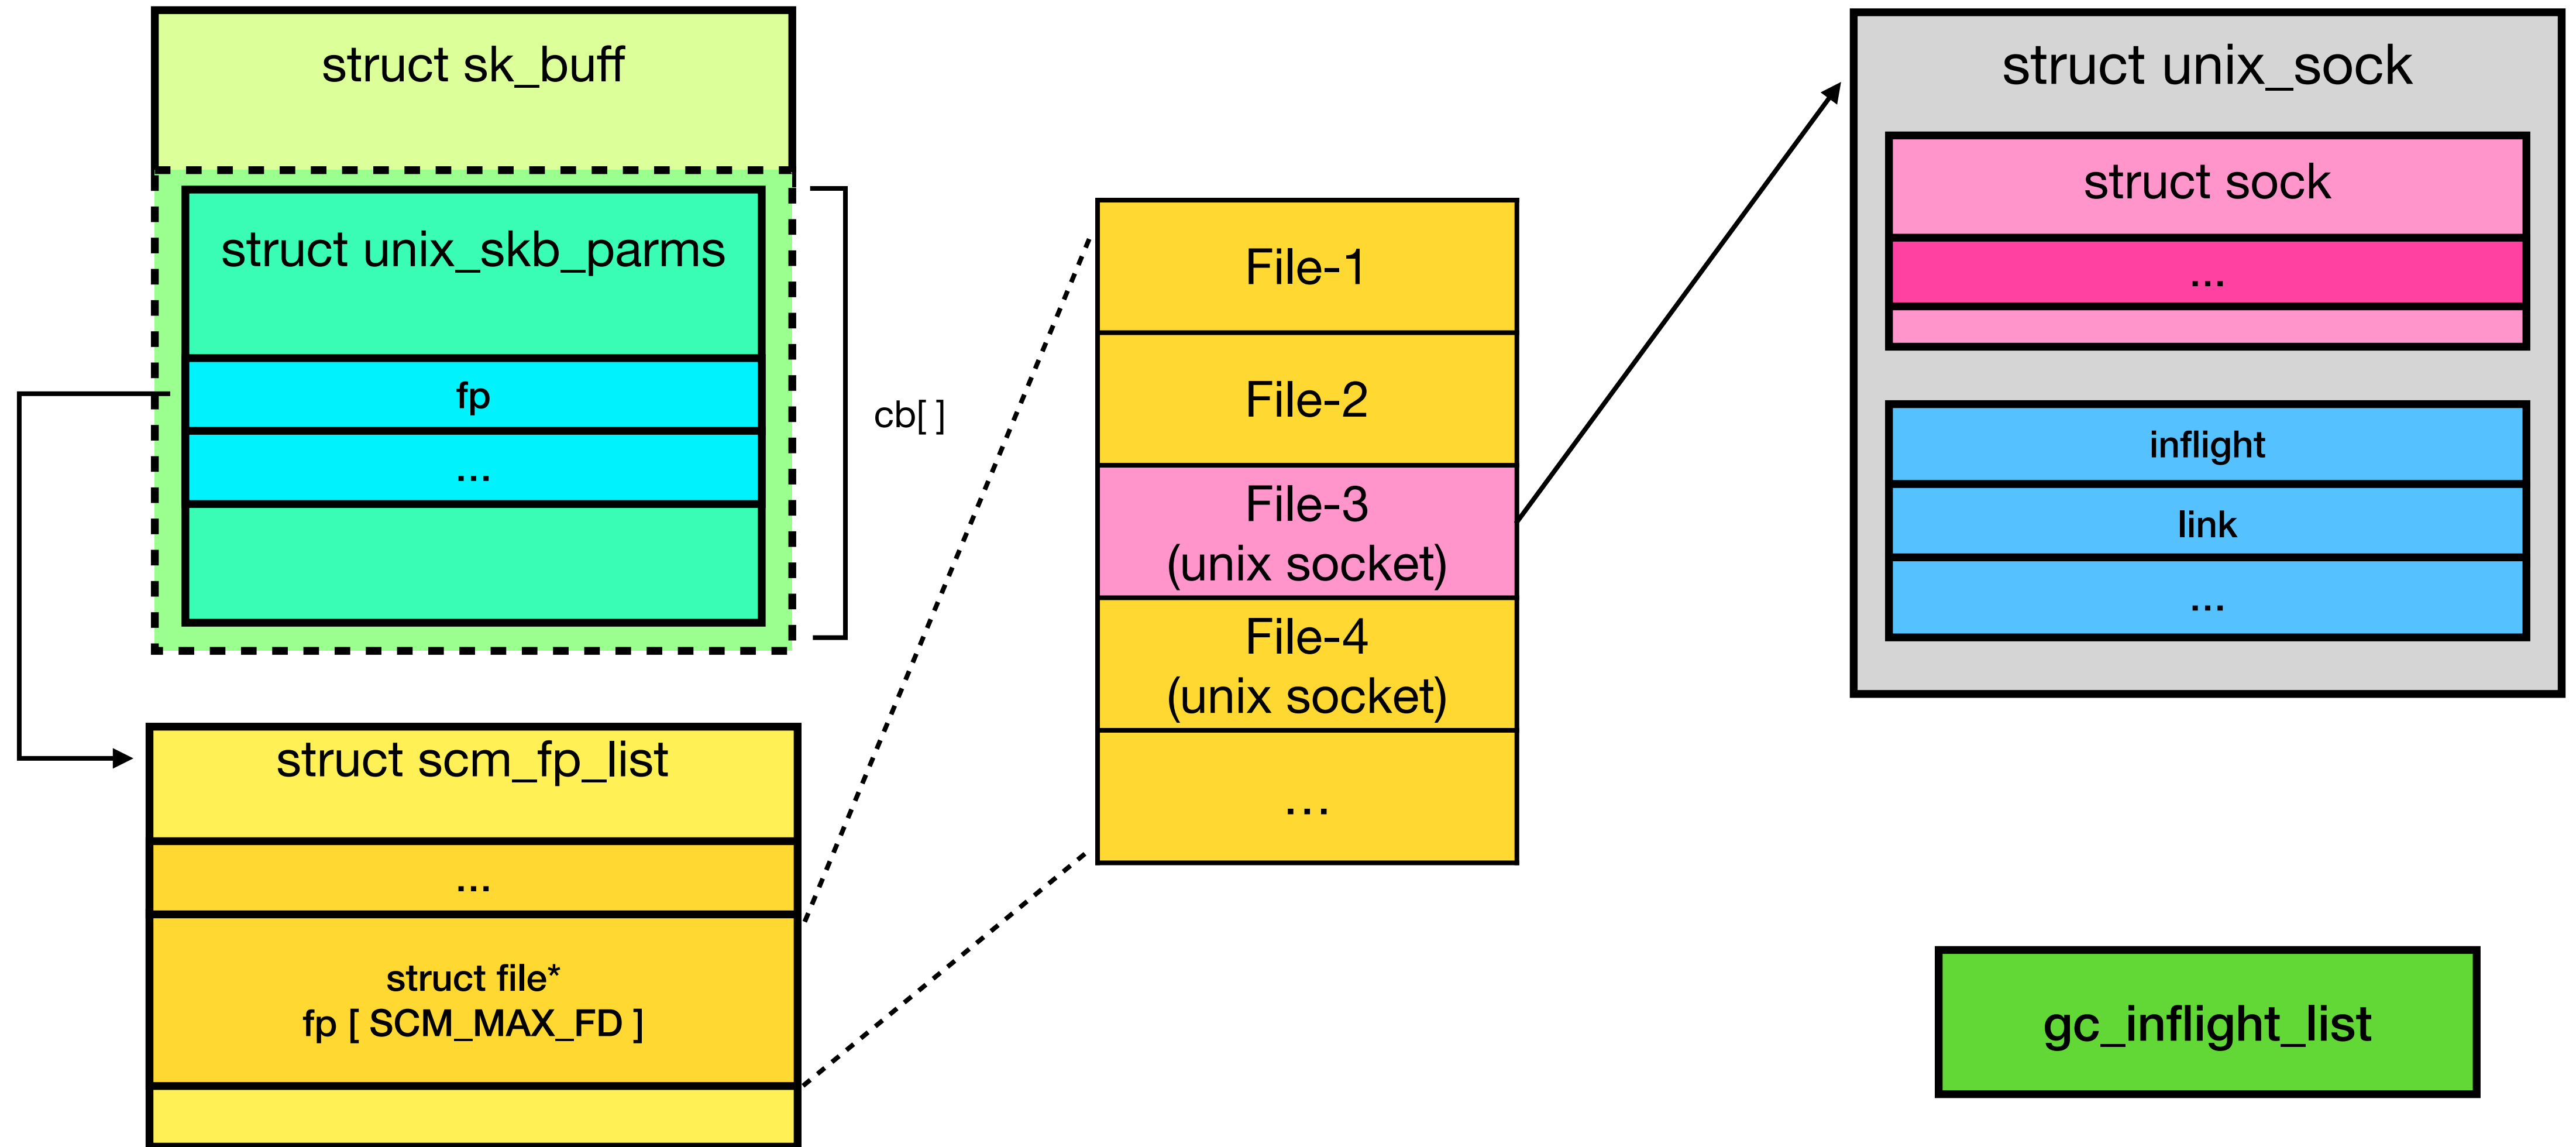 struct sk_buff
struct unix_skb_parms
fp
...
cb[ ]
struct scm_fp_list
...
struct file*
fp [ SCM_MAX_FD ]
File-1
File-2
File-3
(unix socket)
File-4
(unix socket)
...
struct unix_sock
struct sock
...
inflight
link
...
gc_inflight_list